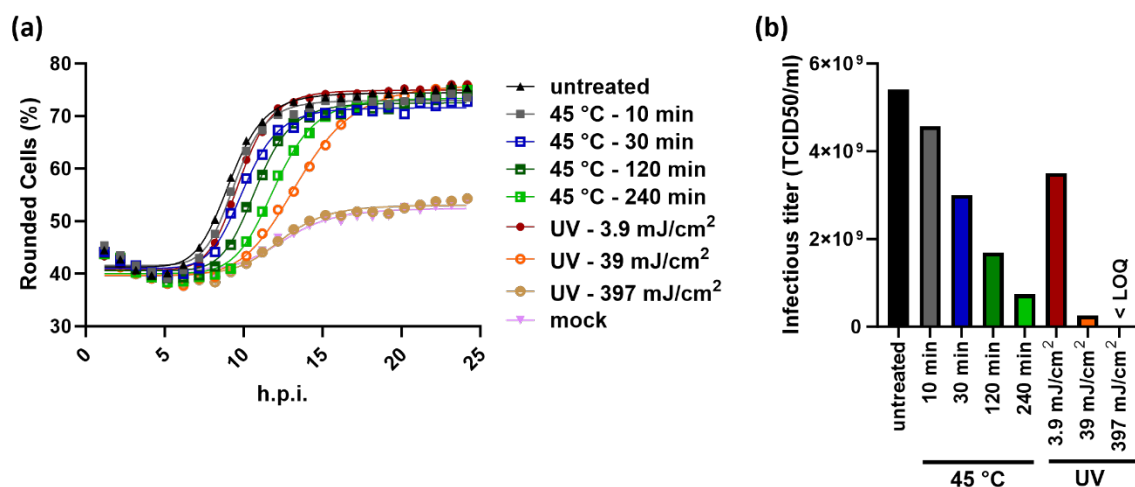 (a)
Rounded Cells (%)
80
70
60
50
40
30
0
5
10
15
20
25
h.p.i.
untreated
45 °C - 10 min
45 °C - 30 min
45 °C - 120 min
45 °C - 240 min
UV - 3.9 mJ/cm²
UV - 39 mJ/cm²
UV - 397 mJ/cm²
mock
(b)
Infectious titer (TCID50/ml)
6×10⁹
4×10⁹
2×10⁹
0
< LOQ
untreated
10 min
30 min
120 min
240 min
3.9 mJ/cm²
39 mJ/cm²
397 mJ/cm²
45 °C
UV